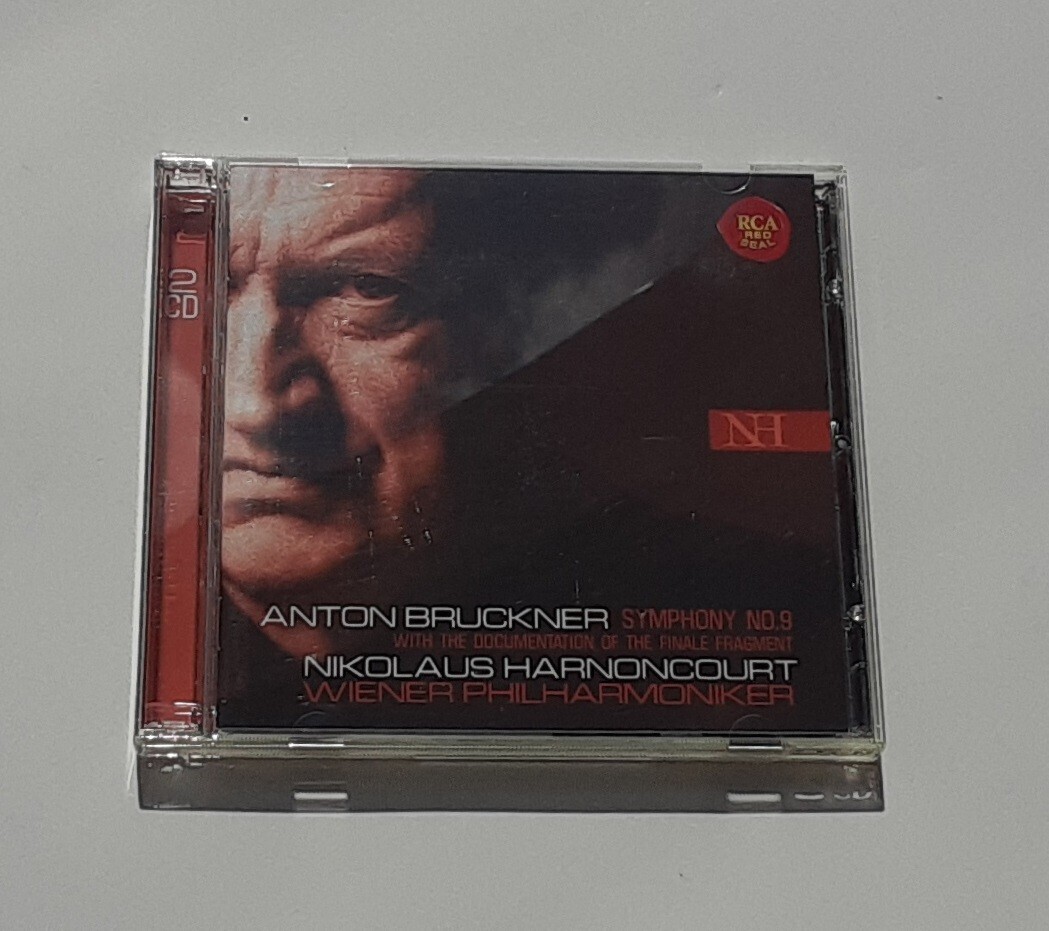 2
CD
RCA
RED
SEAL
NH
ANTON BRUCKNER SYMPHONY NO.9
WITH THE DOCUMENTATION OF THE FINALE FRAGMENT
NIKOLAUS HARNONCOURT
WIENER PHILHARMONIKER